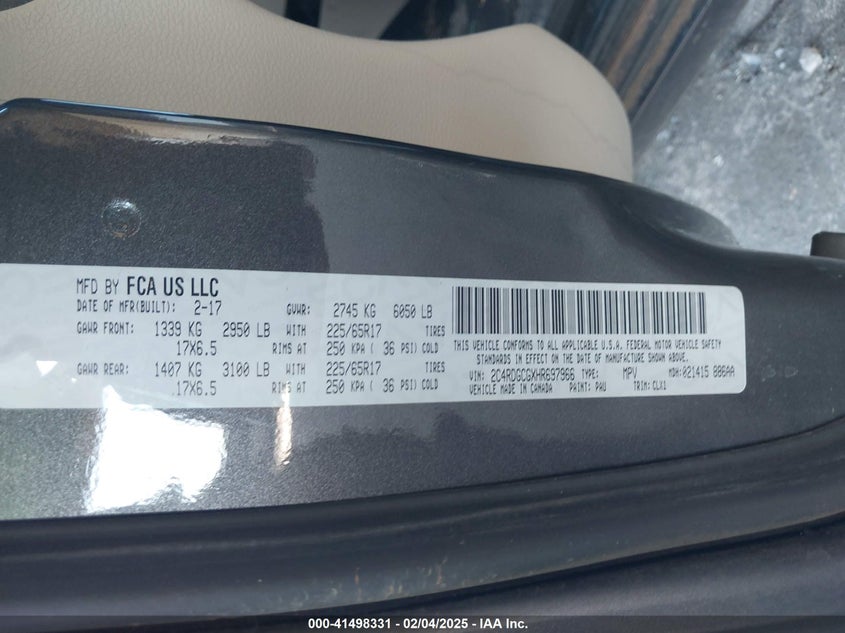 MFD BY FCA US LLC
DATE OF MFR(BUILT): 2-17 GVWR: 2745 KG 6050 LB
GAWR FRONT: 1339 KG 2950 LB WITH 225/65R17 TIRES
17X6.5 RIMS AT 250 KPA ( 36 PSI) COLD
GAWR REAR: 1407 KG 3100 LB WITH 225/65R17 TIRES
17X6.5 RIMS AT 250 KPA ( 36 PSI) COLD
THIS VEHICLE CONFORMS TO ALL APPLICABLE U.S.A. FEDERAL MOTOR VEHICLE SAFETY
STANDARDS IN EFFECT ON THE DATE OF MANUFACTURE SHOWN ABOVE.
VIN: 2C4RDGCGXHR697966 TYPE: MPV MDH:021415 886AA
VEHICLE MADE IN CANADA PAINT: PAU TRIM: CLX1
000-41498331 — 02/04/2025 — IAA Inc.